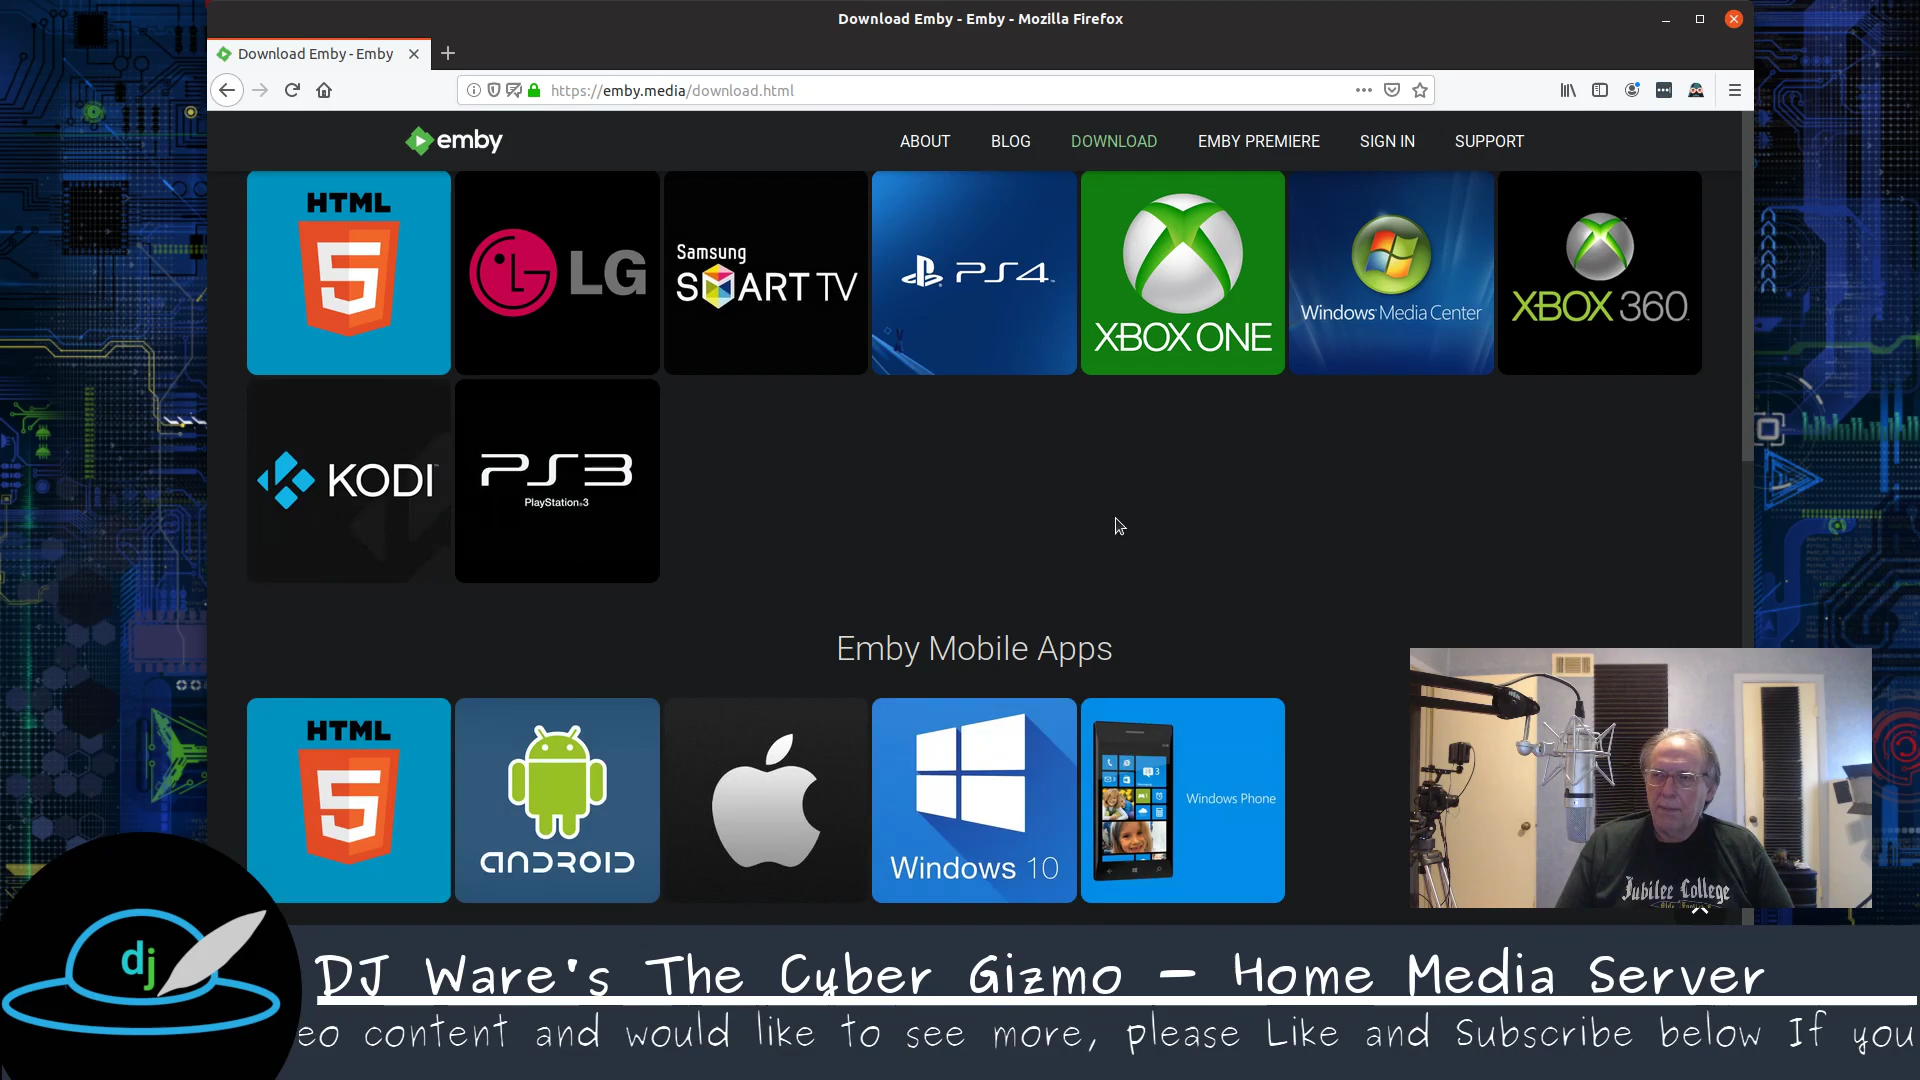 Download Emby - Emby - Mozilla Firefox
Download Emby - Emby
https://emby.media/download.html
emby
ABOUT BLOG DOWNLOAD EMBY PREMIERE SIGN IN SUPPORT
HTML
5
LG
Samsung
SMART TV
PS4
XBOX ONE
Windows Media Center
XBOX 360
KODI
PS3
PlayStation 3
Emby Mobile Apps
HTML
5
ANDROID
Windows 10
Windows Phone
Jubilee College
dj
DJ Ware's The Cyber Gizmo – Home Media Server
eo content and would like to see more, please Like and Subscribe below If you